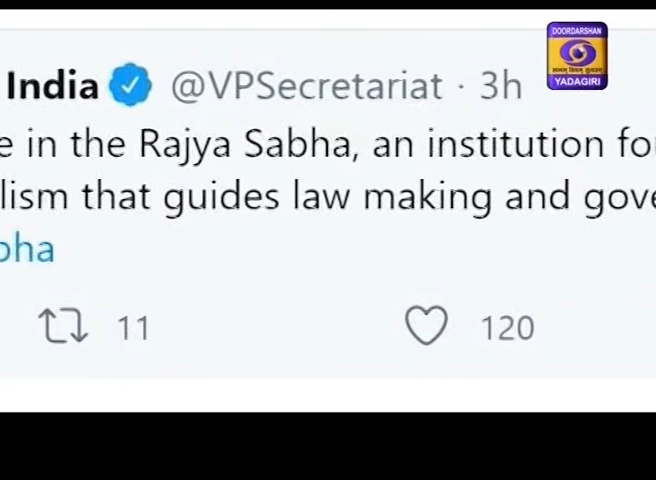 DOORDARSHAN
YADAGIRI
India @VPSecretariat · 3h
e in the Rajya Sabha, an institution fo
lism that guides law making and gove
bha
11 120